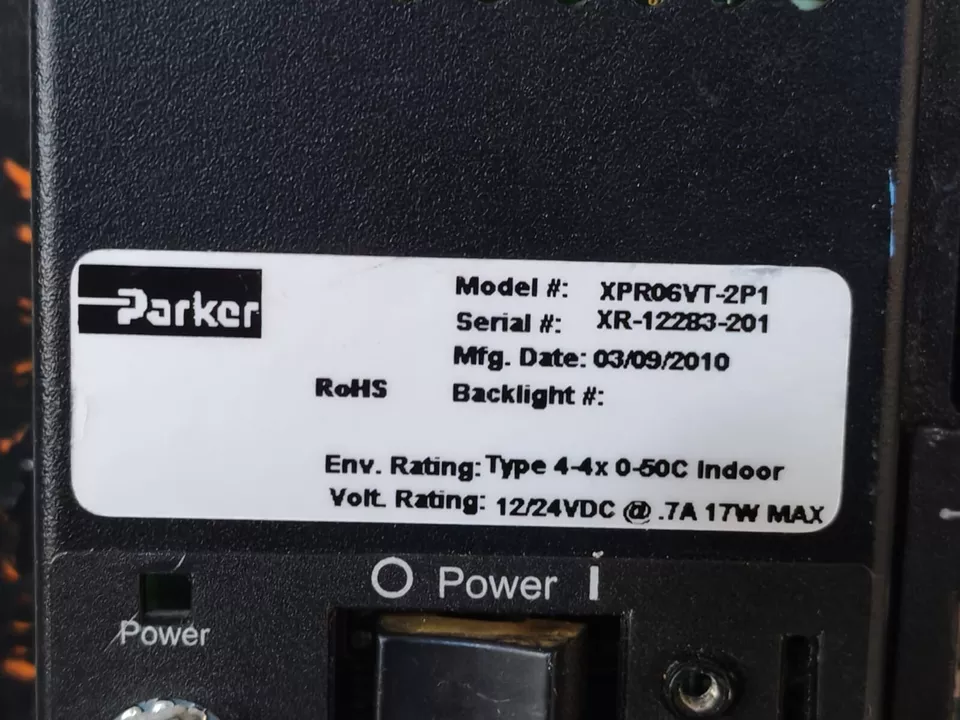 Parker
Model #: XPR06VT-2P1
Serial #: XR-12283-201
Mfg. Date: 03/09/2010
RoHS Backlight #:
Env. Rating: Type 4-4x 0-50C Indoor
Volt. Rating: 12/24VDC @ .7A 17W MAX
O Power I
Power